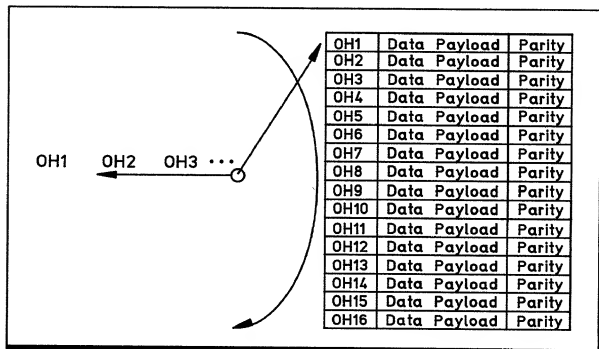 OH1 OH2 OH3 ···
OH1 Data Payload Parity
OH2 Data Payload Parity
OH3 Data Payload Parity
OH4 Data Payload Parity
OH5 Data Payload Parity
OH6 Data Payload Parity
OH7 Data Payload Parity
OH8 Data Payload Parity
OH9 Data Payload Parity
OH10 Data Payload Parity
OH11 Data Payload Parity
OH12 Data Payload Parity
OH13 Data Payload Parity
OH14 Data Payload Parity
OH15 Data Payload Parity
OH16 Data Payload Parity